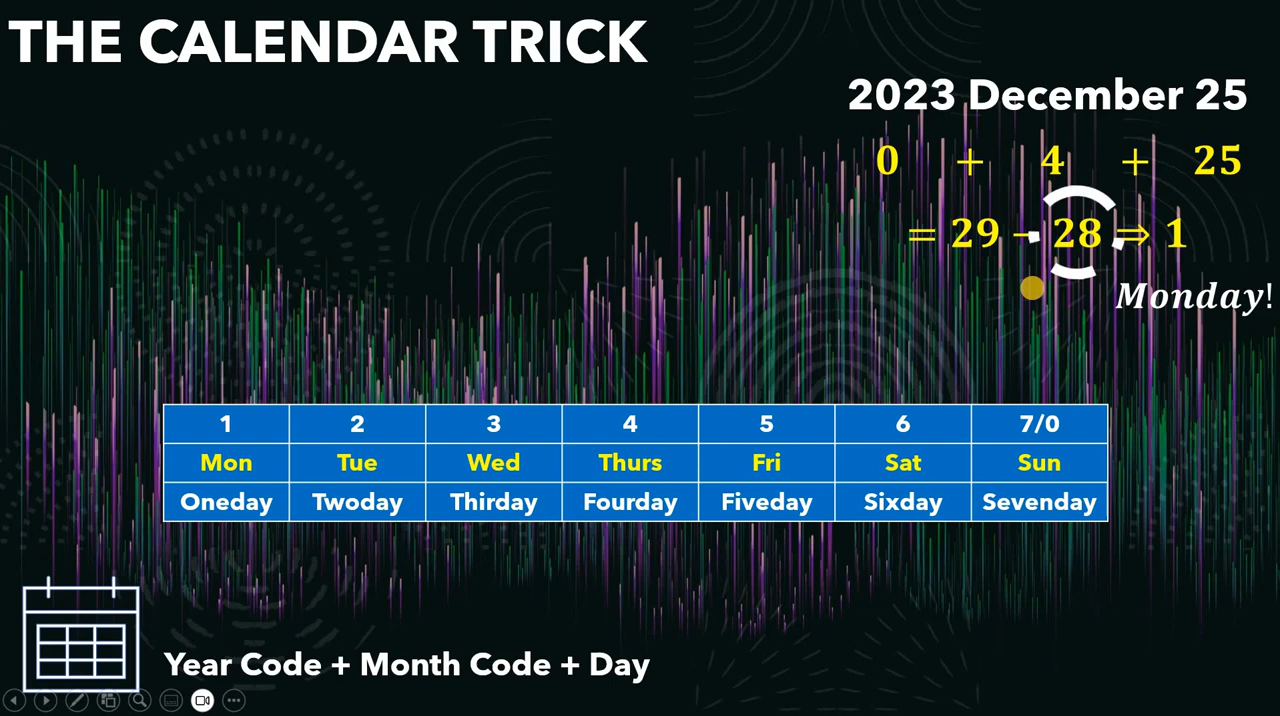 THE CALENDAR TRICK
2023 December 25
0 + 4 + 25
= 29 − 28 ⇒ 1
Monday!
1 2 3 4 5 6 7/0
Mon Tue Wed Thurs Fri Sat Sun
Oneday Twoday Thirday Fourday Fiveday Sixday Sevenday
Year Code + Month Code + Day